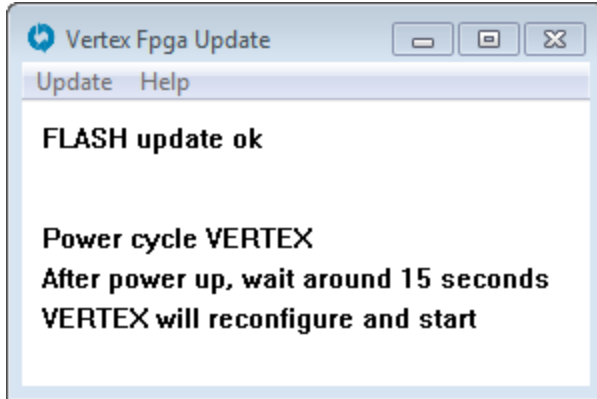 Vertex Fpga Update
Update Help
FLASH update ok
Power cycle VERTEX
After power up, wait around 15 seconds
VERTEX will reconfigure and start